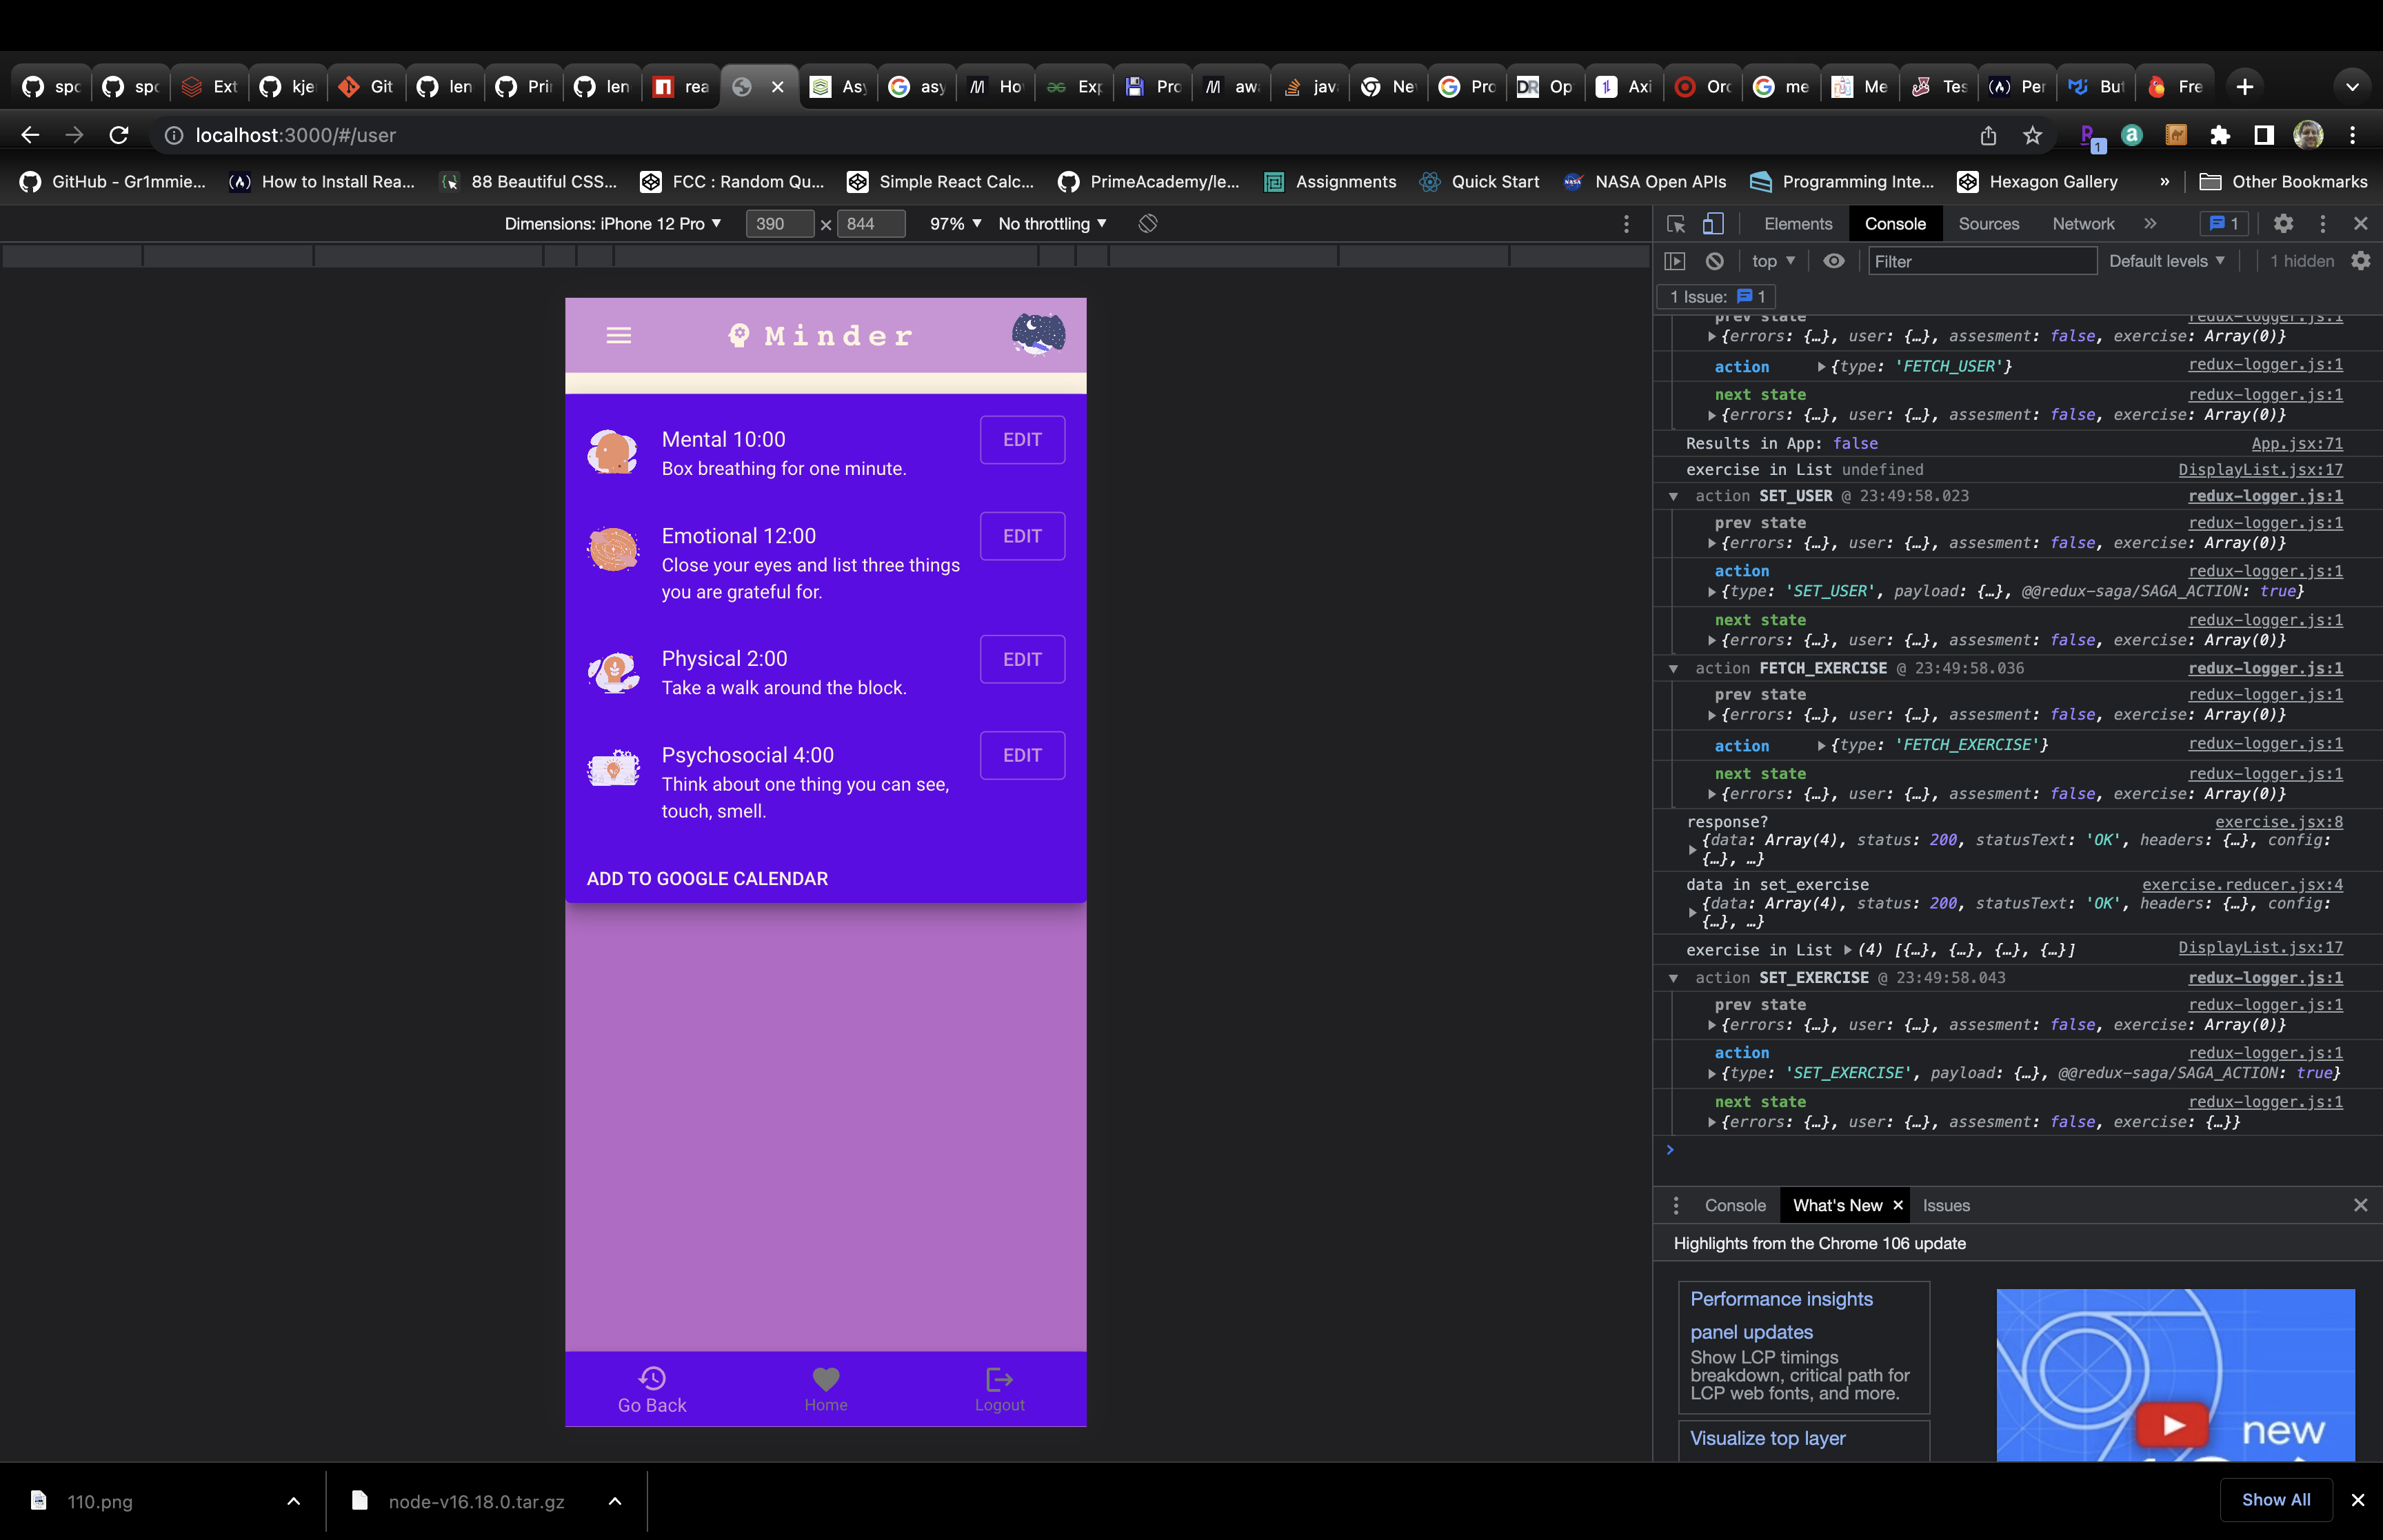 spc
spc
Ext
kje
Git
len
Pri
len
rea
Asy
asy
Ho
Exp
Pro
aw
jav
Ne
Pro
Op
Axi
Orc
me
Me
Tes
Per
But
Fre
localhost:3000/#/user
1
GitHub - Gr1mmie...
How to Install Rea...
88 Beautiful CSS...
FCC : Random Qu...
Simple React Calc...
PrimeAcademy/le...
Assignments
Quick Start
NASA Open APIs
Programming Inte...
Hexagon Gallery
»
Other Bookmarks
Dimensions: iPhone 12 Pro ▼ 390 × 844 97% ▼ No throttling ▼
Elements Console Sources Network » 1
top ▼ Filter Default levels ▼ 1 hidden
1 Issue: 1
Minder
Mental 10:00
Box breathing for one minute.
EDIT
Emotional 12:00
Close your eyes and list three things
you are grateful for.
EDIT
Physical 2:00
Take a walk around the block.
EDIT
Psychosocial 4:00
Think about one thing you can see,
touch, smell.
EDIT
ADD TO GOOGLE CALENDAR
Go Back
Home
Logout
prev state redux-logger.js:1
▶{errors: {…}, user: {…}, assesment: false, exercise: Array(0)}
action ▶{type: 'FETCH_USER'} redux-logger.js:1
next state redux-logger.js:1
▶{errors: {…}, user: {…}, assesment: false, exercise: Array(0)}
Results in App: false App.jsx:71
exercise in List undefined DisplayList.jsx:17
▼ action SET_USER @ 23:49:58.023 redux-logger.js:1
prev state redux-logger.js:1
▶{errors: {…}, user: {…}, assesment: false, exercise: Array(0)}
action redux-logger.js:1
▶{type: 'SET_USER', payload: {…}, @@redux-saga/SAGA_ACTION: true}
next state redux-logger.js:1
▶{errors: {…}, user: {…}, assesment: false, exercise: Array(0)}
▼ action FETCH_EXERCISE @ 23:49:58.036 redux-logger.js:1
prev state redux-logger.js:1
▶{errors: {…}, user: {…}, assesment: false, exercise: Array(0)}
action ▶{type: 'FETCH_EXERCISE'} redux-logger.js:1
next state redux-logger.js:1
▶{errors: {…}, user: {…}, assesment: false, exercise: Array(0)}
response? exercise.jsx:8
▶{data: Array(4), status: 200, statusText: 'OK', headers: {…}, config:
{…}, …}
data in set_exercise exercise.reducer.jsx:4
▶{data: Array(4), status: 200, statusText: 'OK', headers: {…}, config:
{…}, …}
exercise in List ▶(4) [{…}, {…}, {…}, {…}] DisplayList.jsx:17
▼ action SET_EXERCISE @ 23:49:58.043 redux-logger.js:1
prev state redux-logger.js:1
▶{errors: {…}, user: {…}, assesment: false, exercise: Array(0)}
action redux-logger.js:1
▶{type: 'SET_EXERCISE', payload: {…}, @@redux-saga/SAGA_ACTION: true}
next state redux-logger.js:1
▶{errors: {…}, user: {…}, assesment: false, exercise: {…}}
>
Console What's New × Issues
Highlights from the Chrome 106 update
Performance insights
panel updates
Show LCP timings
breakdown, critical path for
LCP web fonts, and more.
Visualize top layer
new
110.png
node-v16.18.0.tar.gz
Show All